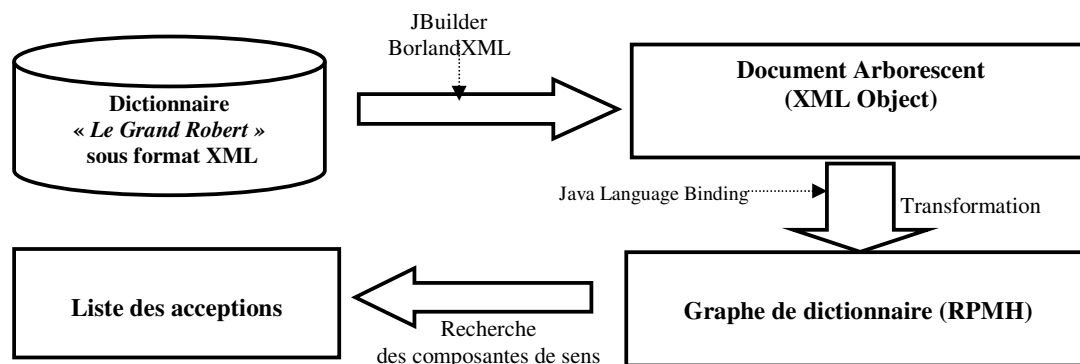 JBuilder
BorlandXML
Dictionnaire
« Le Grand Robert »
sous format XML
Document Arborescent
(XML Object)
Java Language Binding
Transformation
Liste des acceptions
Recherche
des composantes de sens
Graphe de dictionnaire (RPMH)